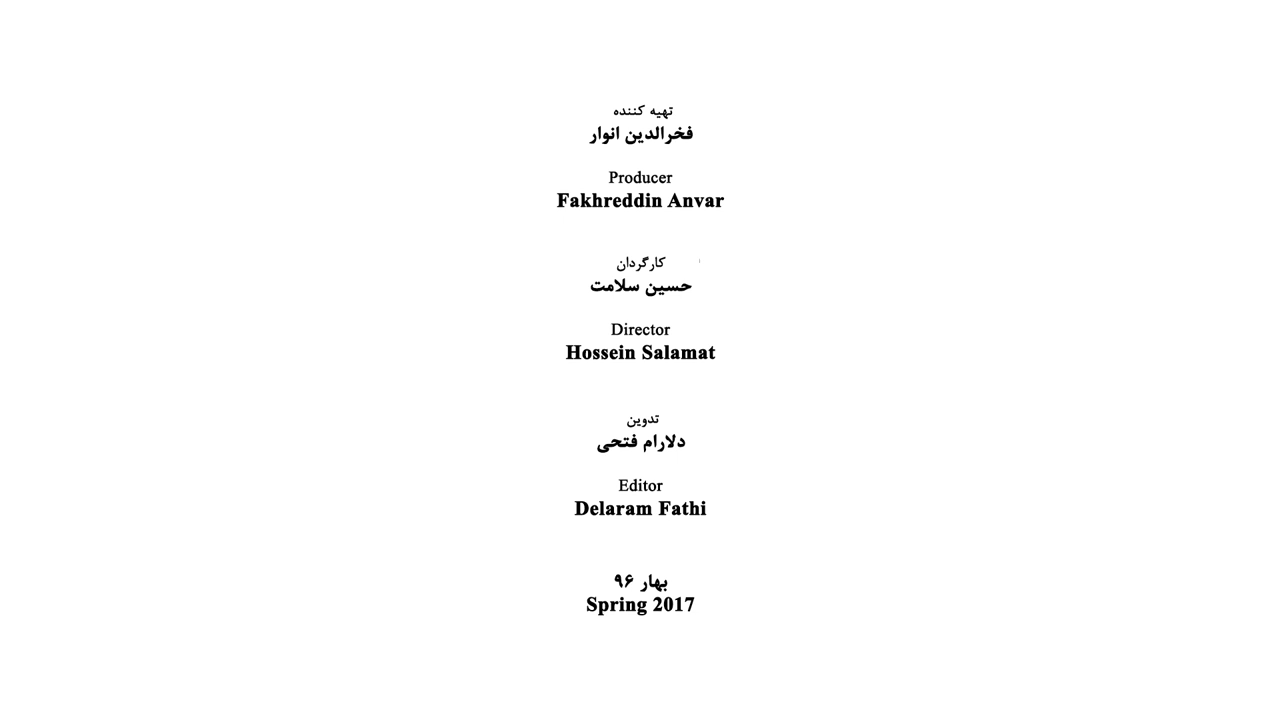 تهیه کننده
فخرالدین انوار
Producer
Fakhreddin Anvar
کارگردان
حسین سلامت
Director
Hossein Salamat
تدوین
دلارام فتحی
Editor
Delaram Fathi
بهار ۹۶
Spring 2017